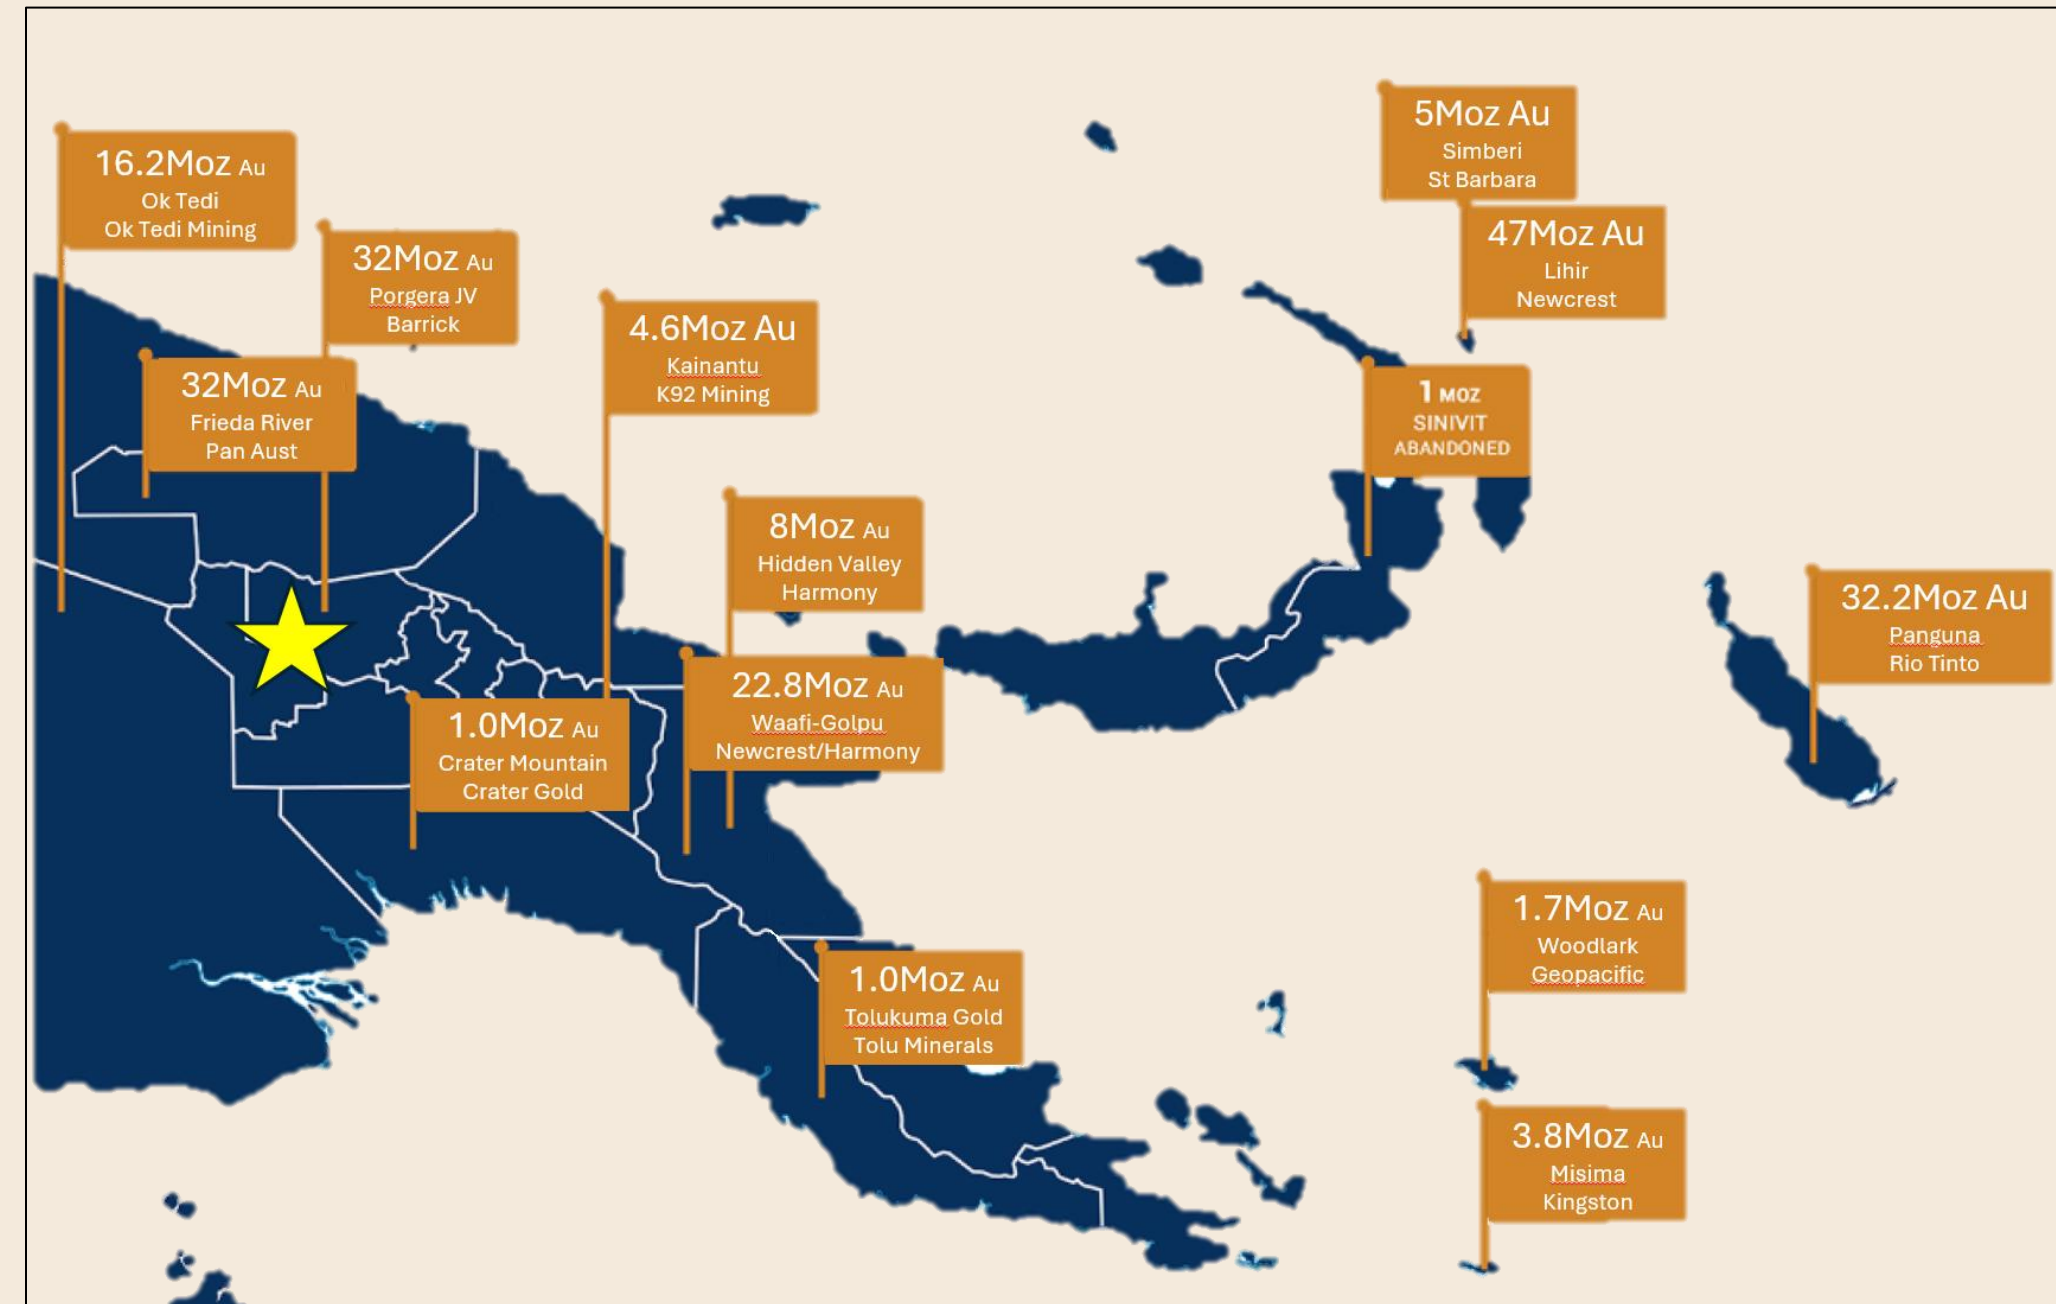 16.2Moz Au
Ok Tedi
Ok Tedi Mining
32Moz Au
Porgera JV
Barrick
32Moz Au
Frieda River
Pan Aust
4.6Moz Au
Kainantu
K92 Mining
8Moz Au
Hidden Valley
Harmony
22.8Moz Au
Waafi-Golpu
Newcrest/Harmony
1.0Moz Au
Crater Mountain
Crater Gold
1.0Moz Au
Tolukuma Gold
Tolu Minerals
5Moz Au
Simberi
St Barbara
47Moz Au
Lihir
Newcrest
1 MOZ
SINIVIT
ABANDONED
32.2Moz Au
Panguna
Rio Tinto
1.7Moz Au
Woodlark
Geopacific
3.8Moz Au
Misima
Kingston